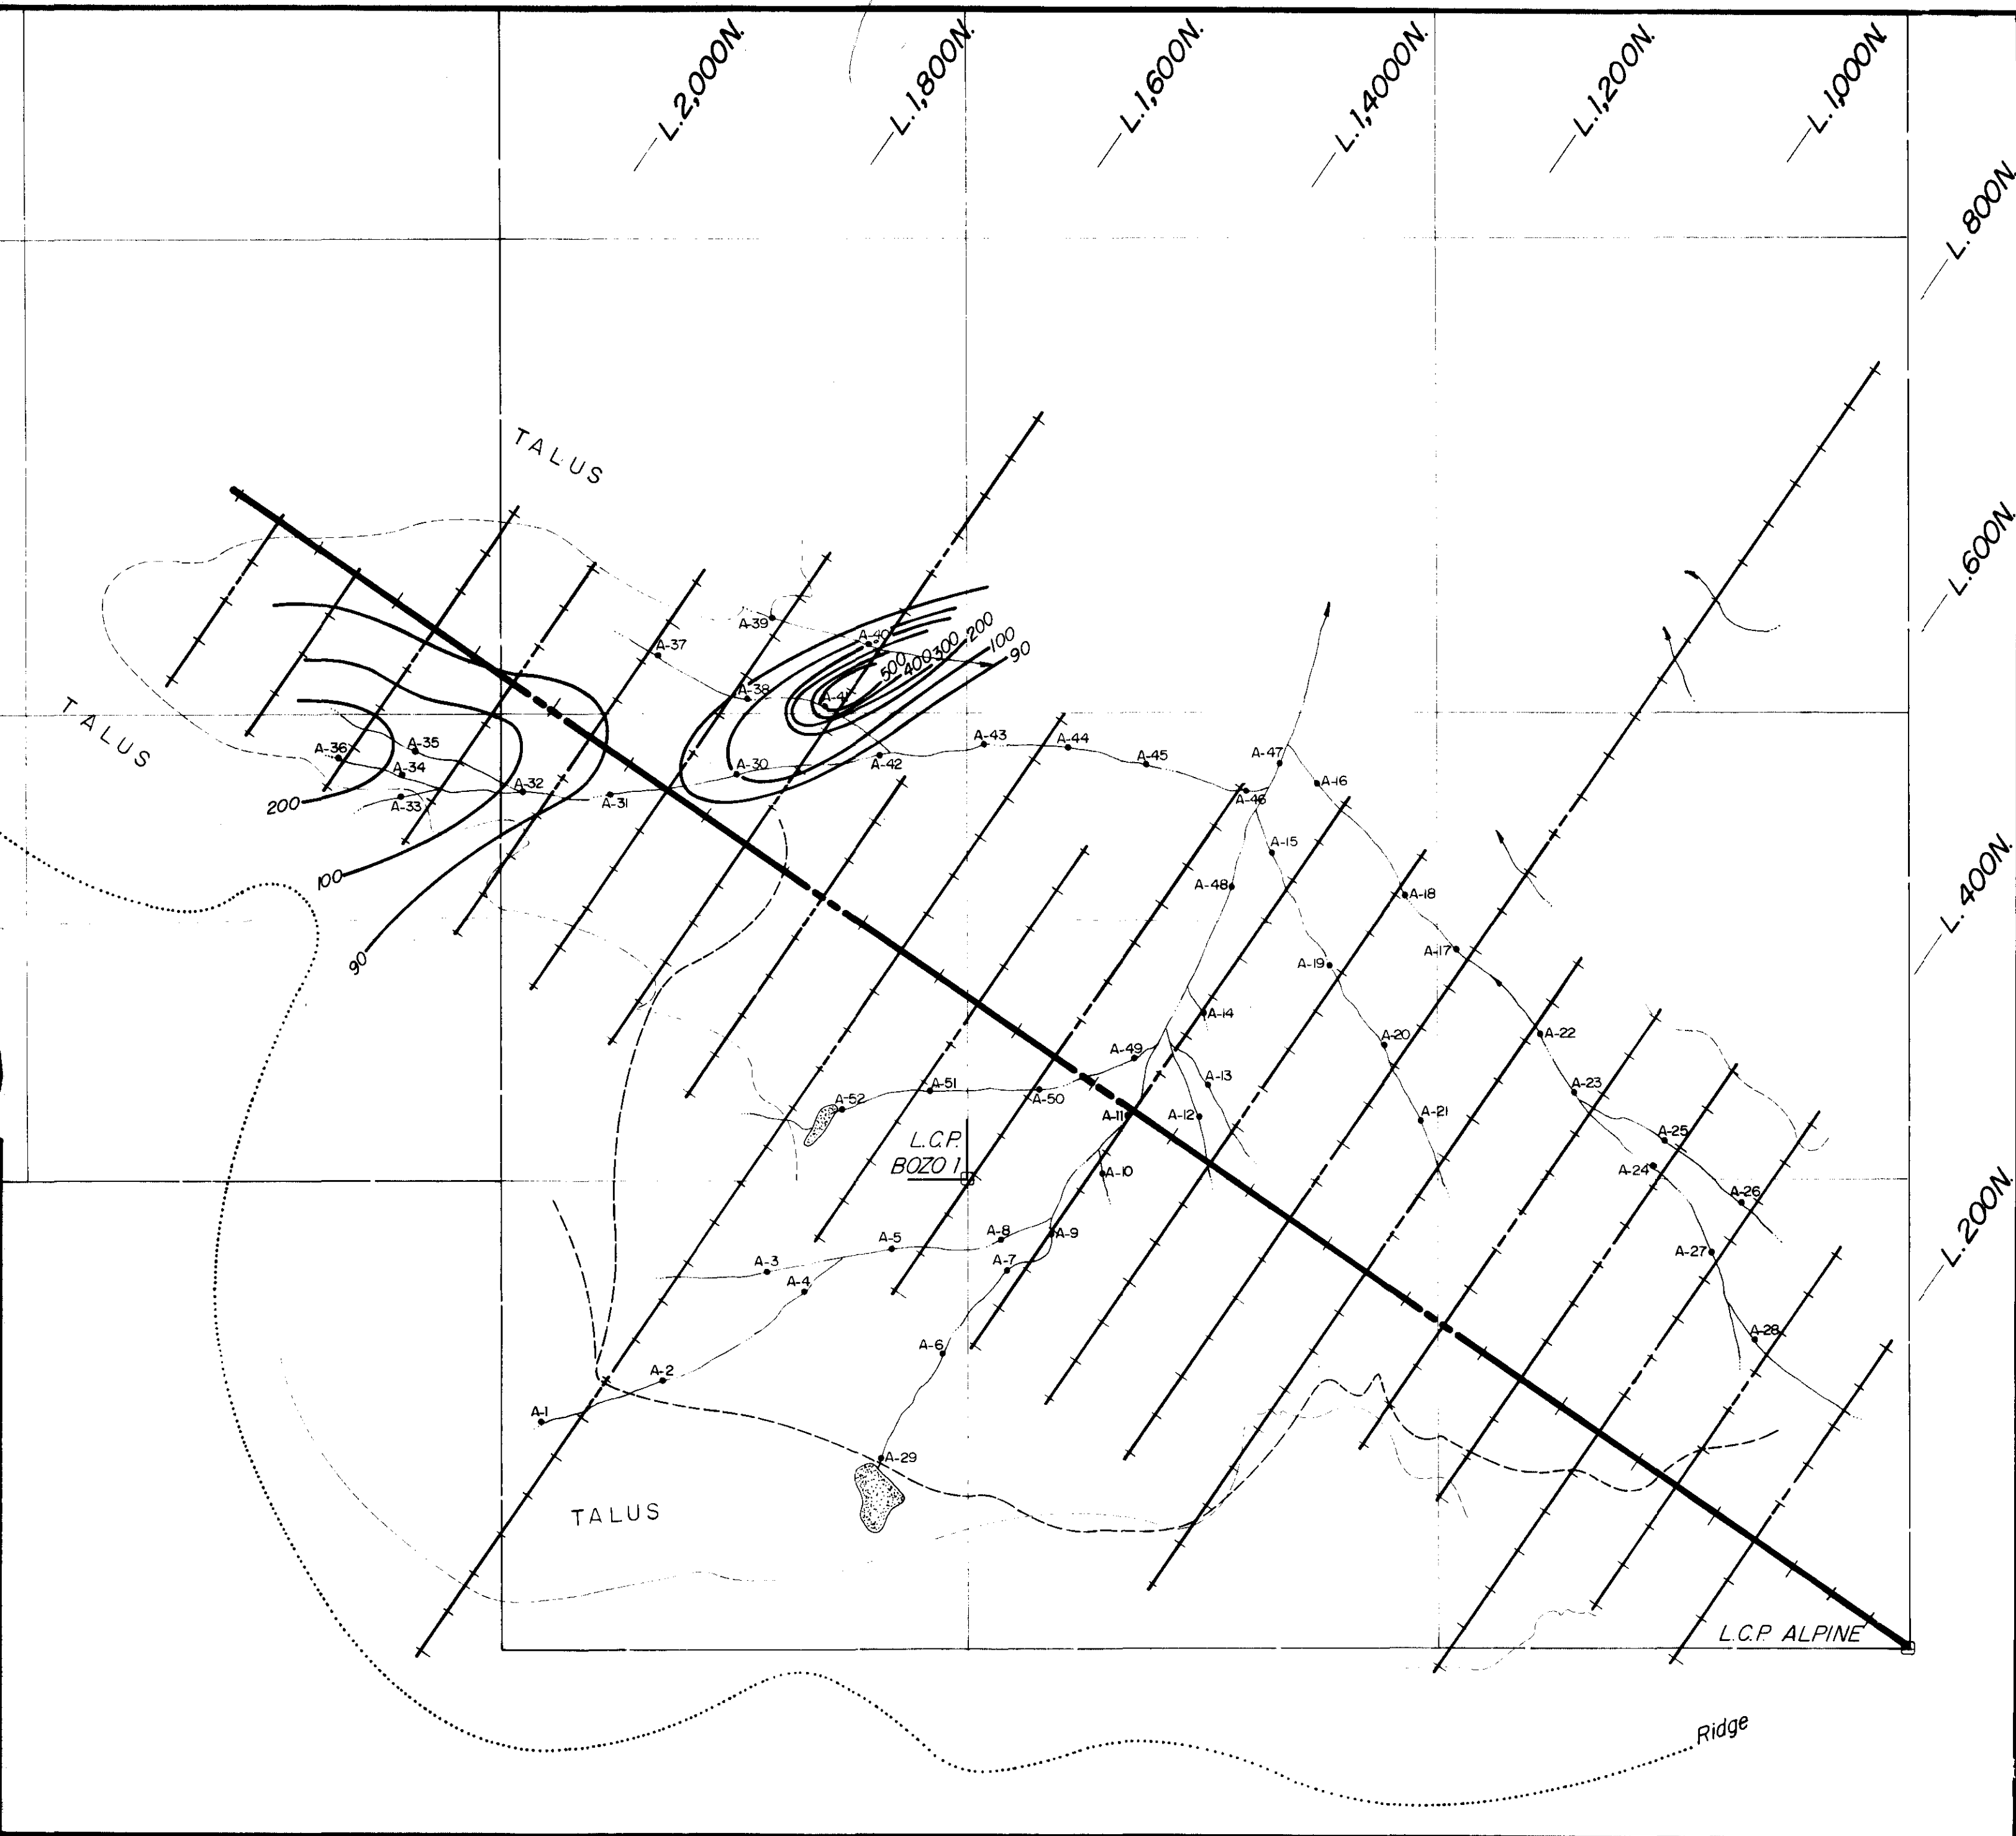 L.2,000N.
L.1,800N.
L.1,600N.
L.1,4000N.
L.1,200N.
L.1,000N.
L.800N.
L.600N.
L.400N.
L.200N.
TALUS
TALUS
A-39
A-40
A-37
A-38
A-41
500
400
300
200
100
90
A-36
A-35
A-34
A-33
A-32
A-31
A-30
A-42
A-43
A-44
A-45
A-46
A-47
A-16
200
100
90
A-15
A-48
A-18
A-17
A-19
A-14
A-20
A-22
A-49
A-13
A-23
A-51
A-50
A-52
A-11
A-12
A-21
L.C.P.
BOZO 1
A-10
A-25
A-24
A-26
A-5
A-8
A-9
A-3
A-7
A-4
A-27
A-6
A-28
A-2
A-1
A-29
TALUS
L.C.P. ALPINE
Ridge